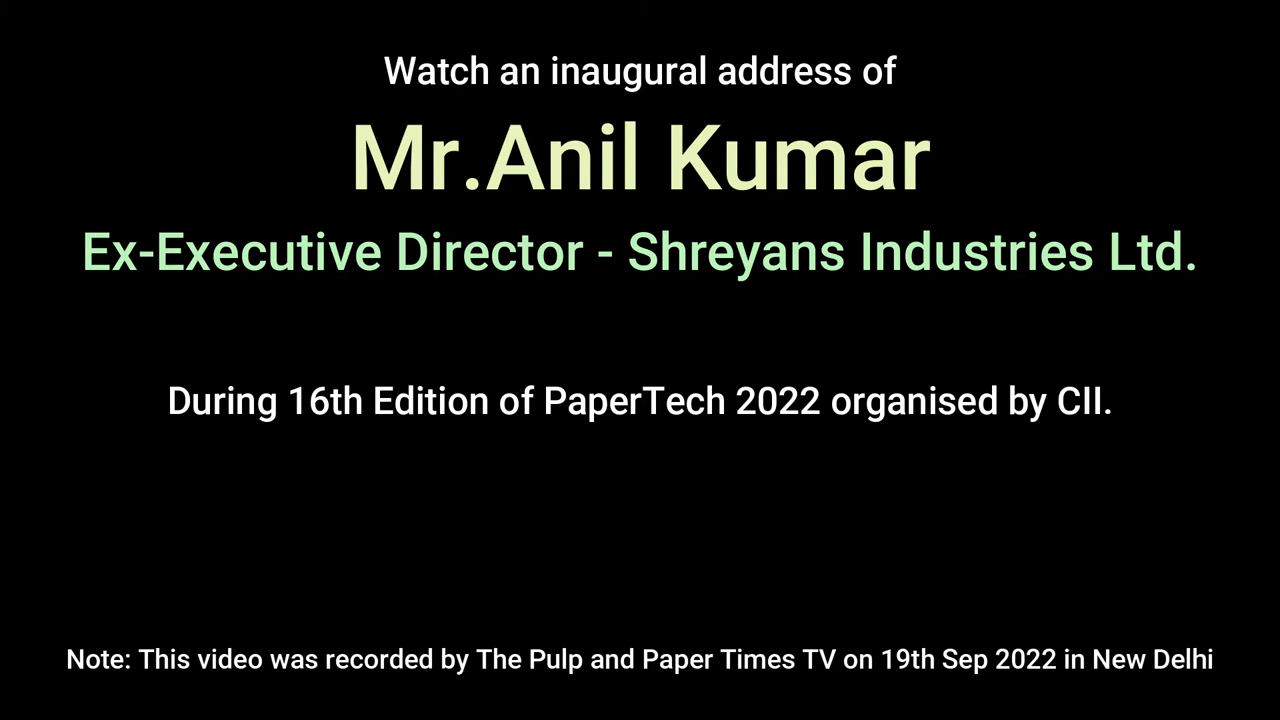 Watch an inaugural address of
Mr.Anil Kumar
Ex-Executive Director - Shreyans Industries Ltd.
During 16th Edition of PaperTech 2022 organised by CII.
Note: This video was recorded by The Pulp and Paper Times TV on 19th Sep 2022 in New Delhi